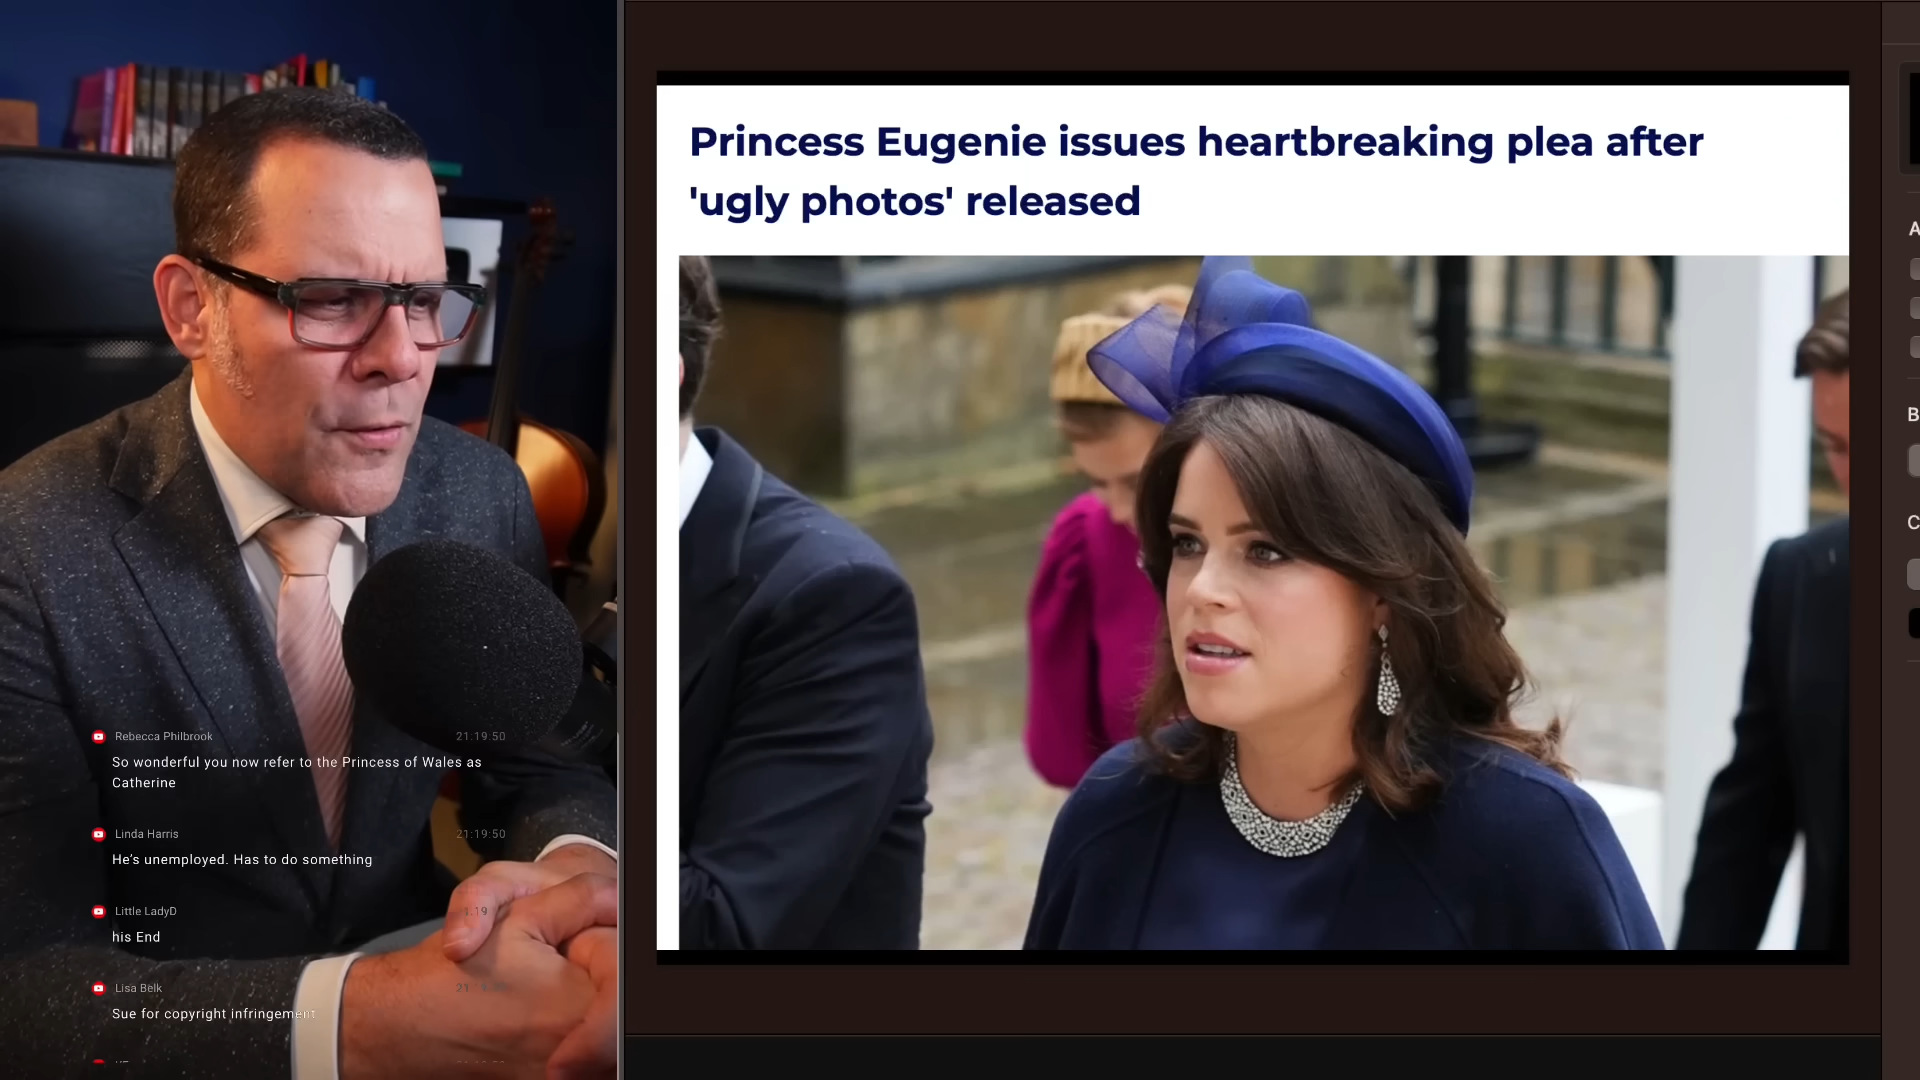 Princess Eugenie issues heartbreaking plea after
'ugly photos' released
Rebecca Philbrook 21:19:50
So wonderful you now refer to the Princess of Wales as
Catherine
Linda Harris 21:19:50
He's unemployed. Has to do something
Little LadyD
his End
Lisa Belk
Sue for copyright infringement
A
B
C